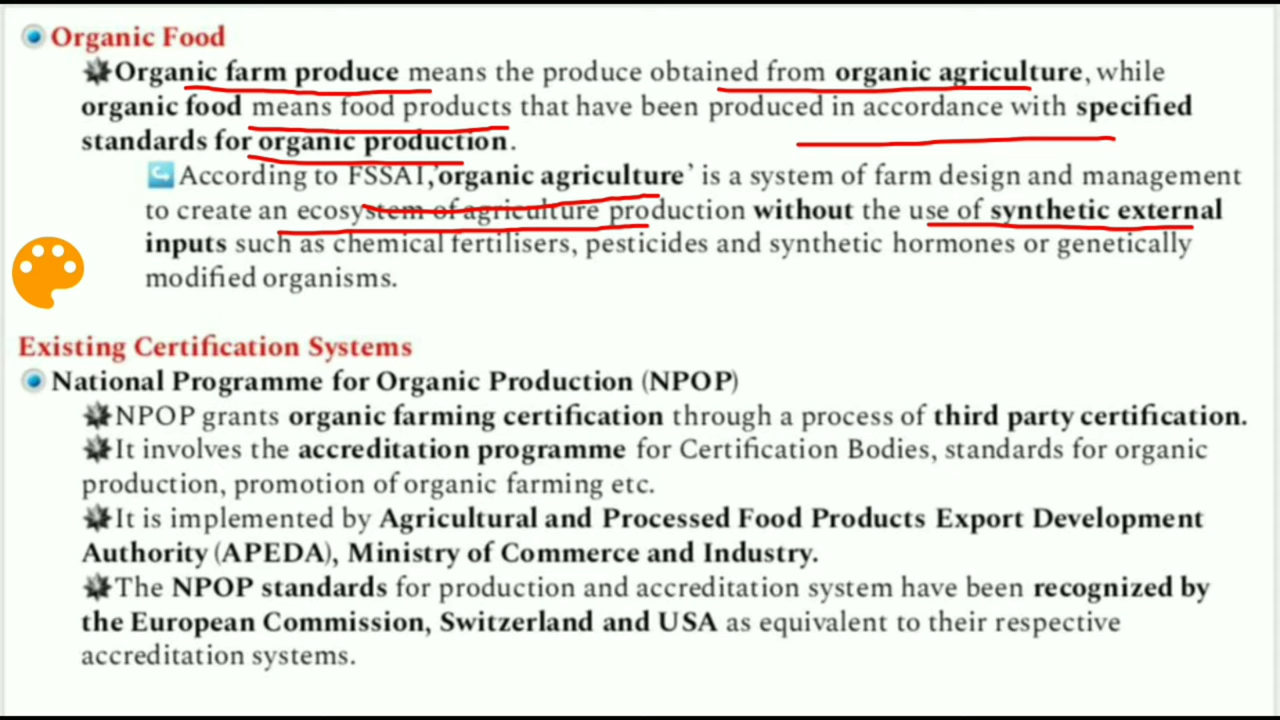 Organic Food
Organic farm produce means the produce obtained from organic agriculture, while
organic food means food products that have been produced in accordance with specified
standards for organic production.
According to FSSAI,'organic agriculture' is a system of farm design and management
to create an ecosystem of agriculture production without the use of synthetic external
inputs such as chemical fertilisers, pesticides and synthetic hormones or genetically
modified organisms.
Existing Certification Systems
National Programme for Organic Production (NPOP)
NPOP grants organic farming certification through a process of third party certification.
It involves the accreditation programme for Certification Bodies, standards for organic
production, promotion of organic farming etc.
It is implemented by Agricultural and Processed Food Products Export Development
Authority (APEDA), Ministry of Commerce and Industry.
The NPOP standards for production and accreditation system have been recognized by
the European Commission, Switzerland and USA as equivalent to their respective
accreditation systems.